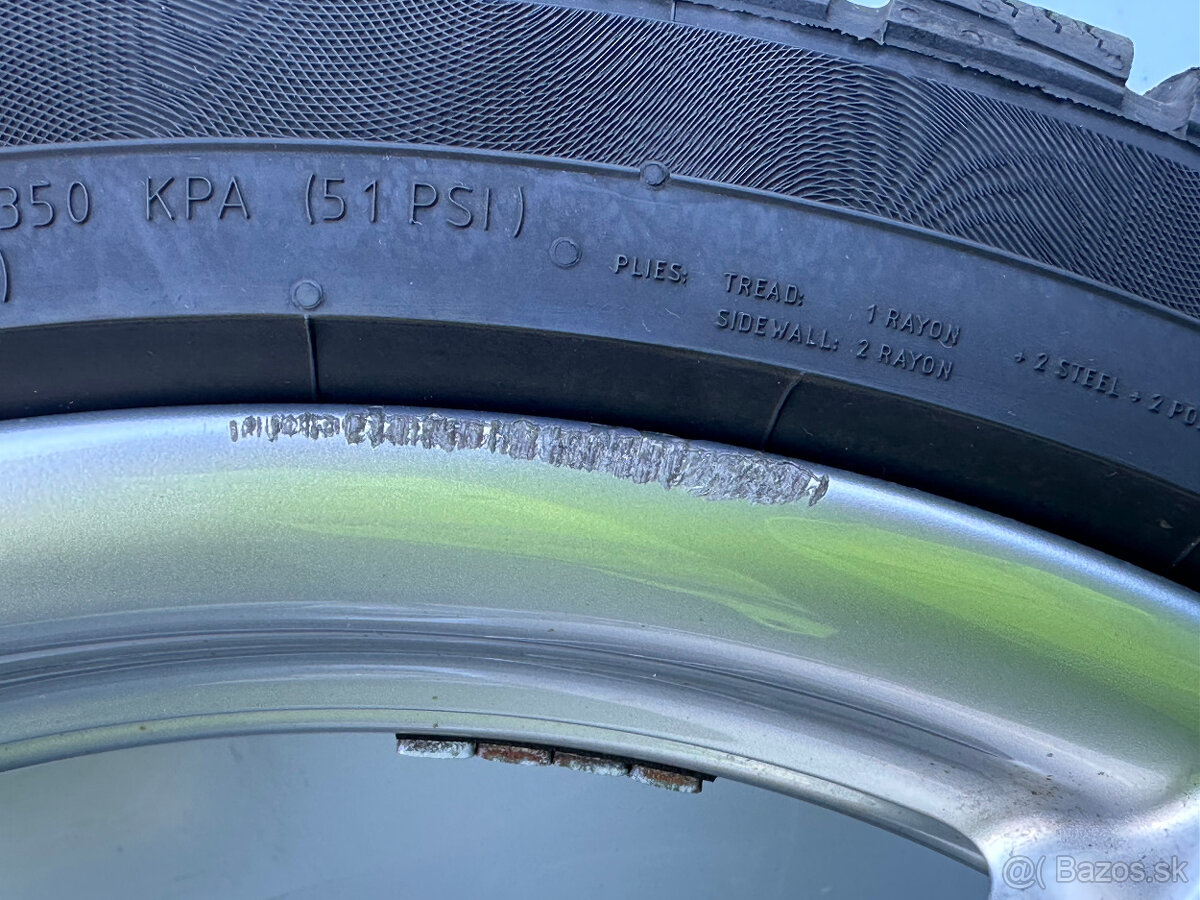 350 KPA (51 PSI)
)
PLIES: TREAD: 1 RAYON + 2 STEEL + 2 PO
SIDEWALL: 2 RAYON
@( Bazos.sk